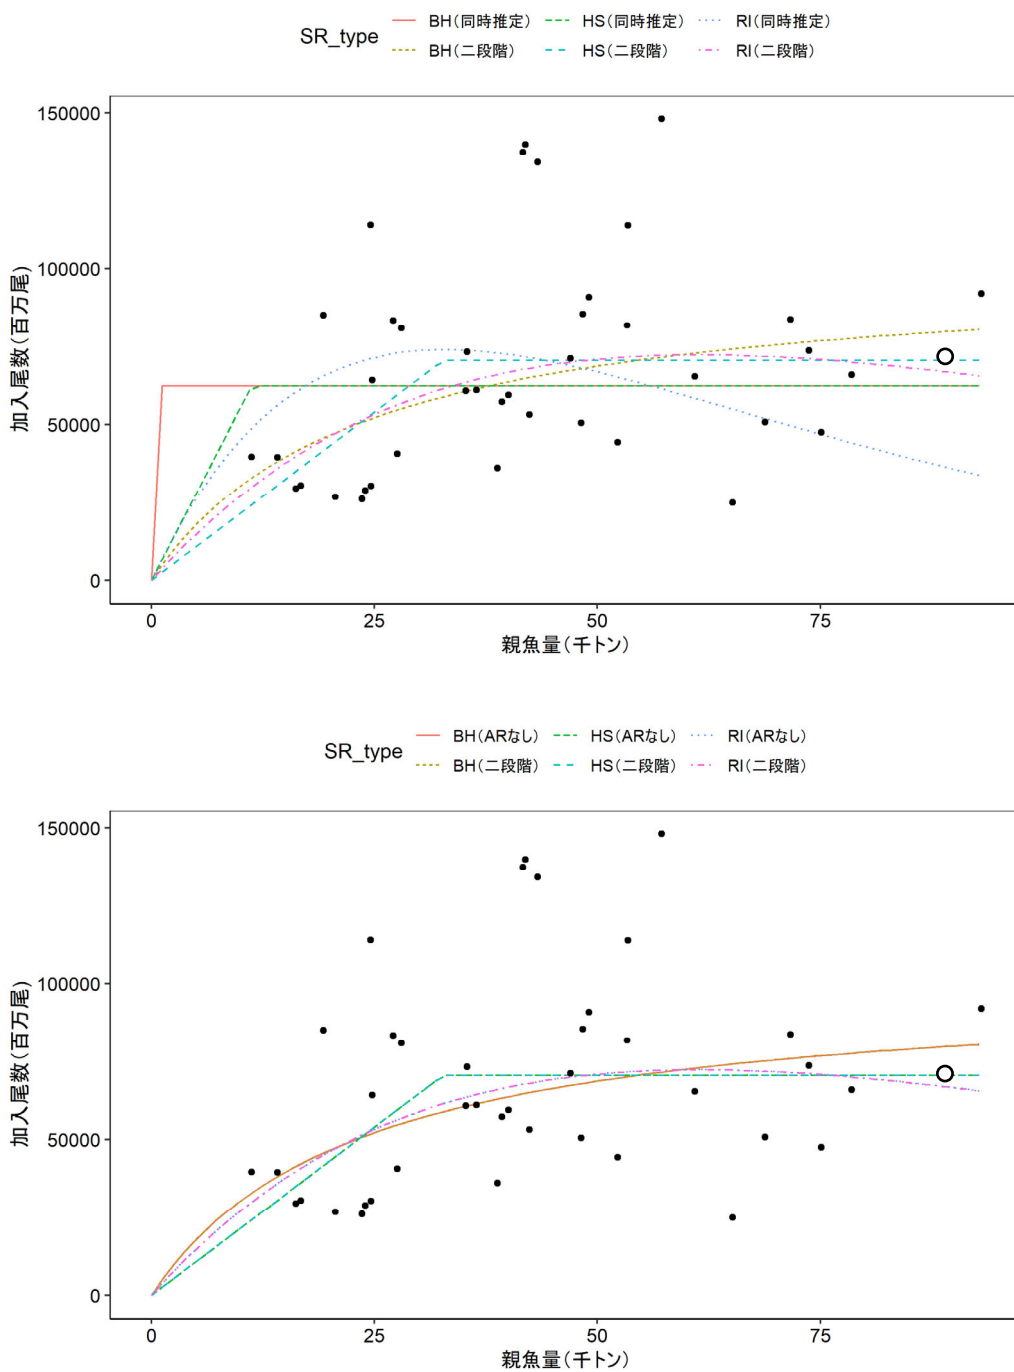 SR_type
BH(同時推定) HS(同時推定) RI(同時推定)
BH(二段階) HS(二段階) RI(二段階)
150000
100000
50000
0
加入尾数(百万尾)
0 25 50 75
親魚量(千トン)
SR_type
BH(ARなし) HS(ARなし) RI(ARなし)
BH(二段階) HS(二段階) RI(二段階)
150000
100000
50000
0
加入尾数(百万尾)
0 25 50 75
親魚量(千トン)